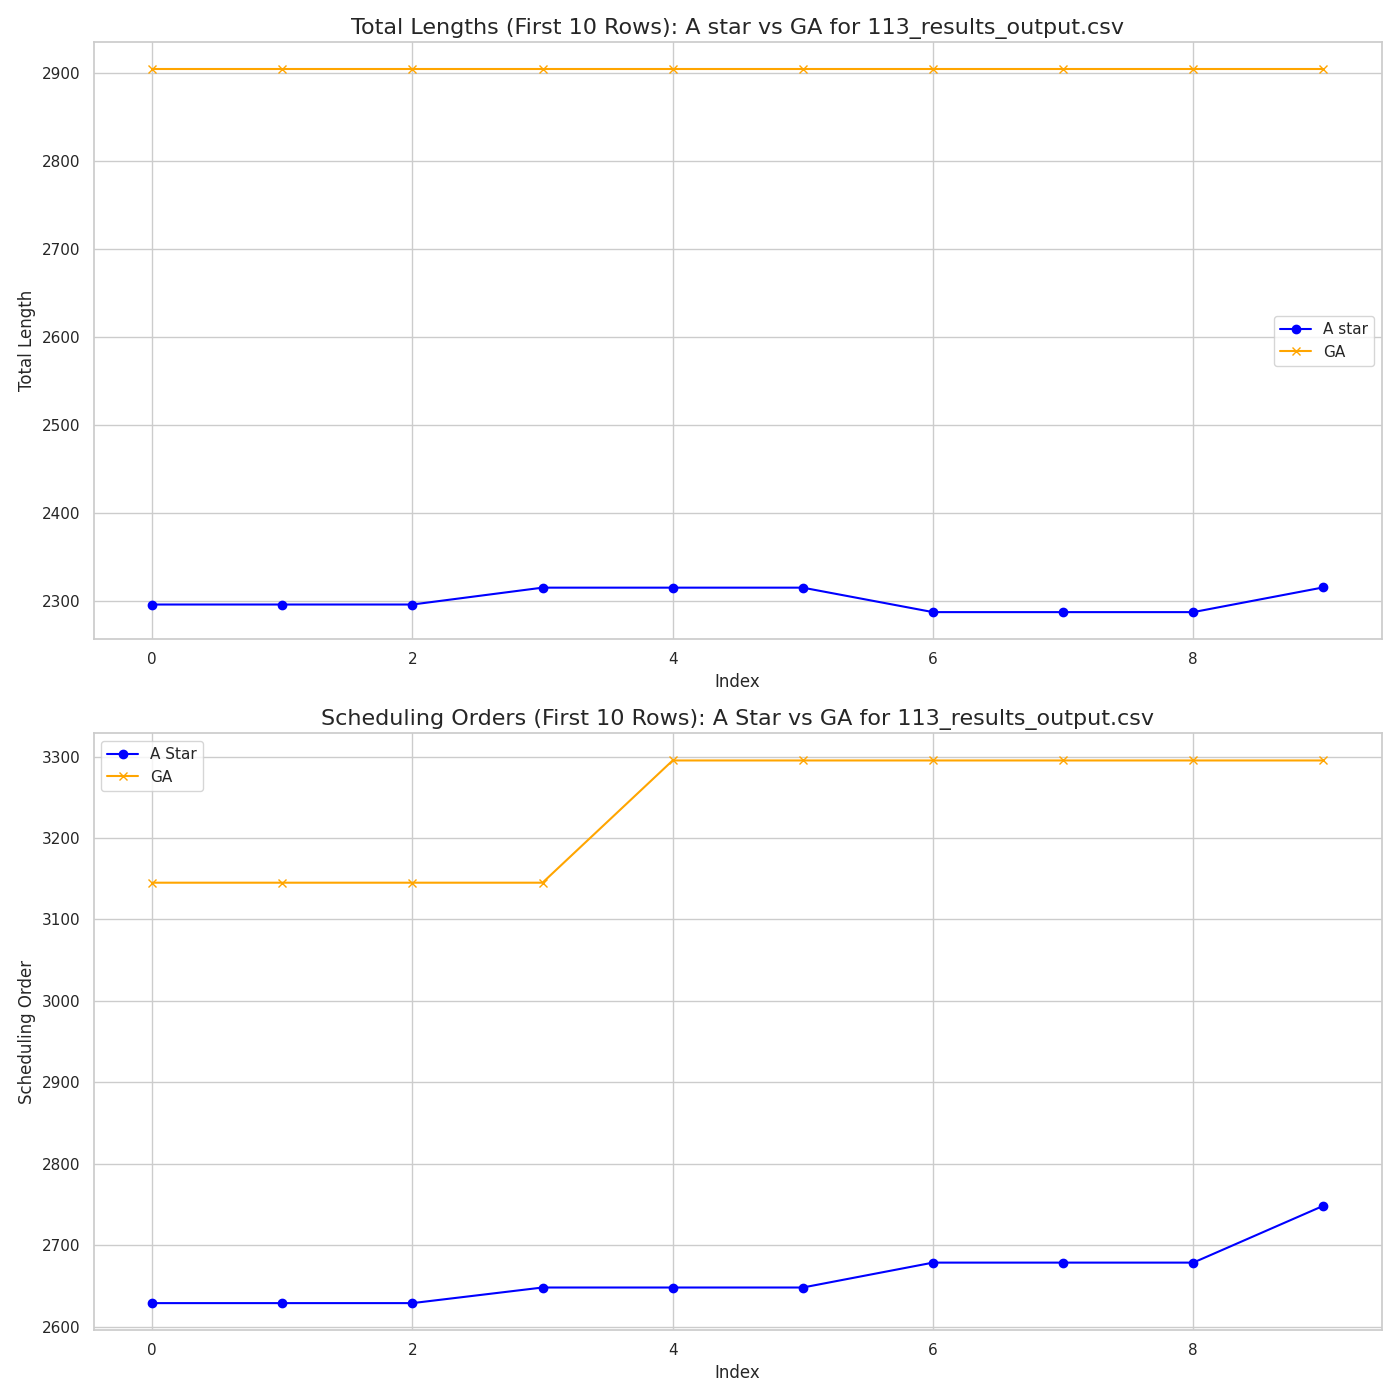 Total Lengths (First 10 Rows): A star vs GA for 113_results_output.csv
2900
2800
2700
2600
2500
2400
2300
Total Length
A star
GA
0 2 4 6 8
Index
Scheduling Orders (First 10 Rows): A Star vs GA for 113_results_output.csv
A Star
GA
3300
3200
3100
3000
2900
2800
2700
2600
Scheduling Order
0 2 4 6 8
Index